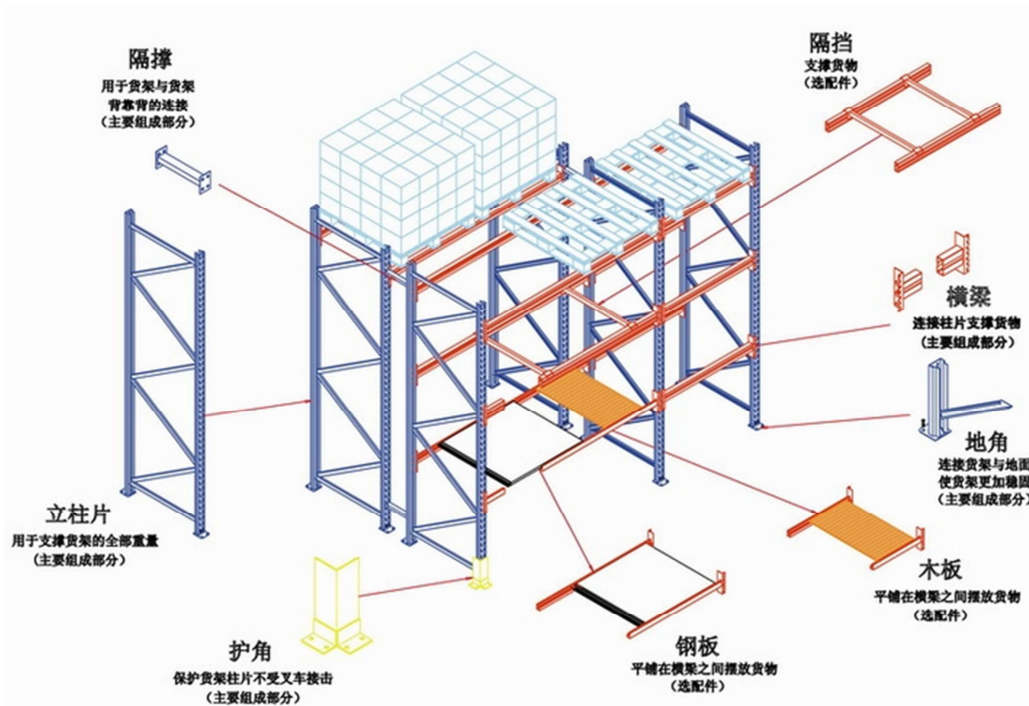 隔撑
用于货架与货架
背靠背的连接
（主要组成部分）
隔挡
支撑货物
（选配件）
横梁
连接柱片支撑货物
（主要组成部分）
地角
连接货架与地面
使货架更加稳固
（主要组成部分）
立柱片
用于支撑货架的全部重量
（主要组成部分）
木板
平铺在横梁之间摆放货物
（选配件）
护角
保护货架柱片不受叉车接击
（主要组成部分）
钢板
平铺在横梁之间摆放货物
（选配件）